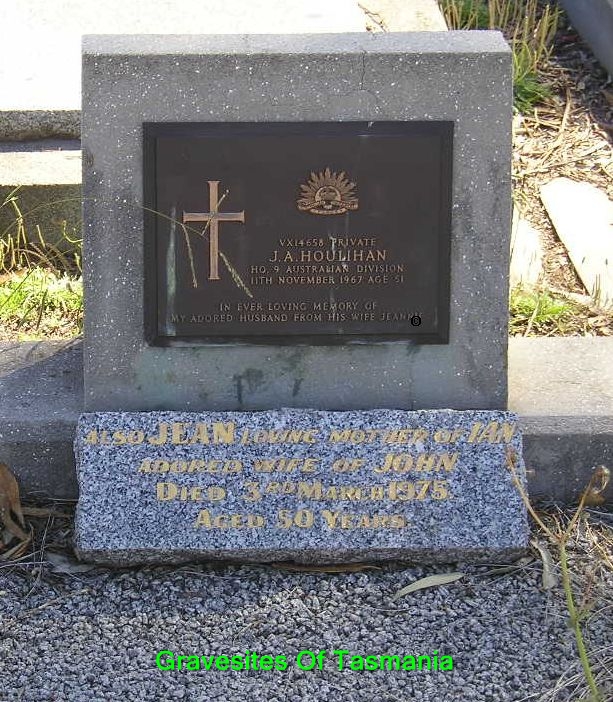 VX14658 PRIVATE
J.A.HOULIHAN
HQ. 9 AUSTRALIAN DIVISION
11TH NOVEMBER 1967 AGE 51
IN EVER LOVING MEMORY OF
MY ADORED HUSBAND FROM HIS WIFE JEANNIE
ALSO JEAN LOVING MOTHER OF IAN
ADORED WIFE OF JOHN
DIED 3RD MARCH 1975.
AGED 50 YEARS.
Gravesites Of Tasmania